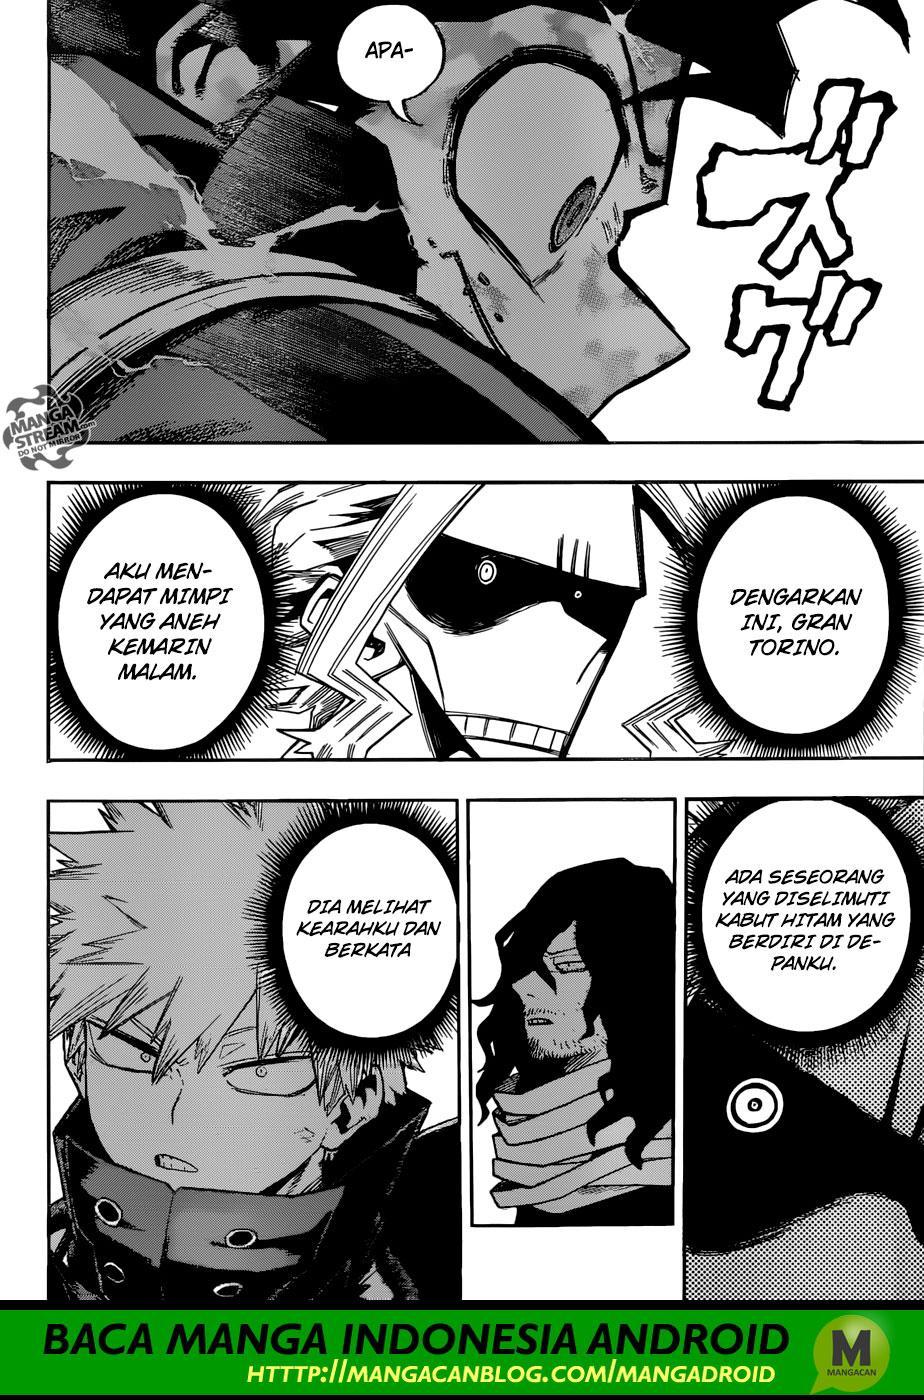 APA-
ズズグ
MANGA
STREAM.com
DO NOT MIRROR
DENGARKAN
INI, GRAN
TORINO.
AKU MEN-
DAPAT MIMPI
YANG ANEH
KEMARIN
MALAM.
ADA SESEORANG
YANG DISELIMUTI
KABUT HITAM YANG
BERDIRI DI DE-
PANKU.
DIA MELIHAT
KEARAHKU DAN
BERKATA
BACA MANGA INDONESIA ANDROID
HTTTP://MANGACANBLOG.COM/MANGADROID
M
MANGACAN